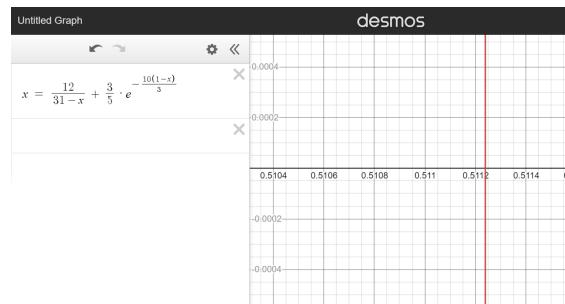 Untitled Graph
desmos
x = 12/(31−x) + 3/5 · e^(−10(1−x)/3)
0.0004
0.0002
0.5104 0.5106 0.5108 0.511 0.5112 0.5114
-0.0002
-0.0004